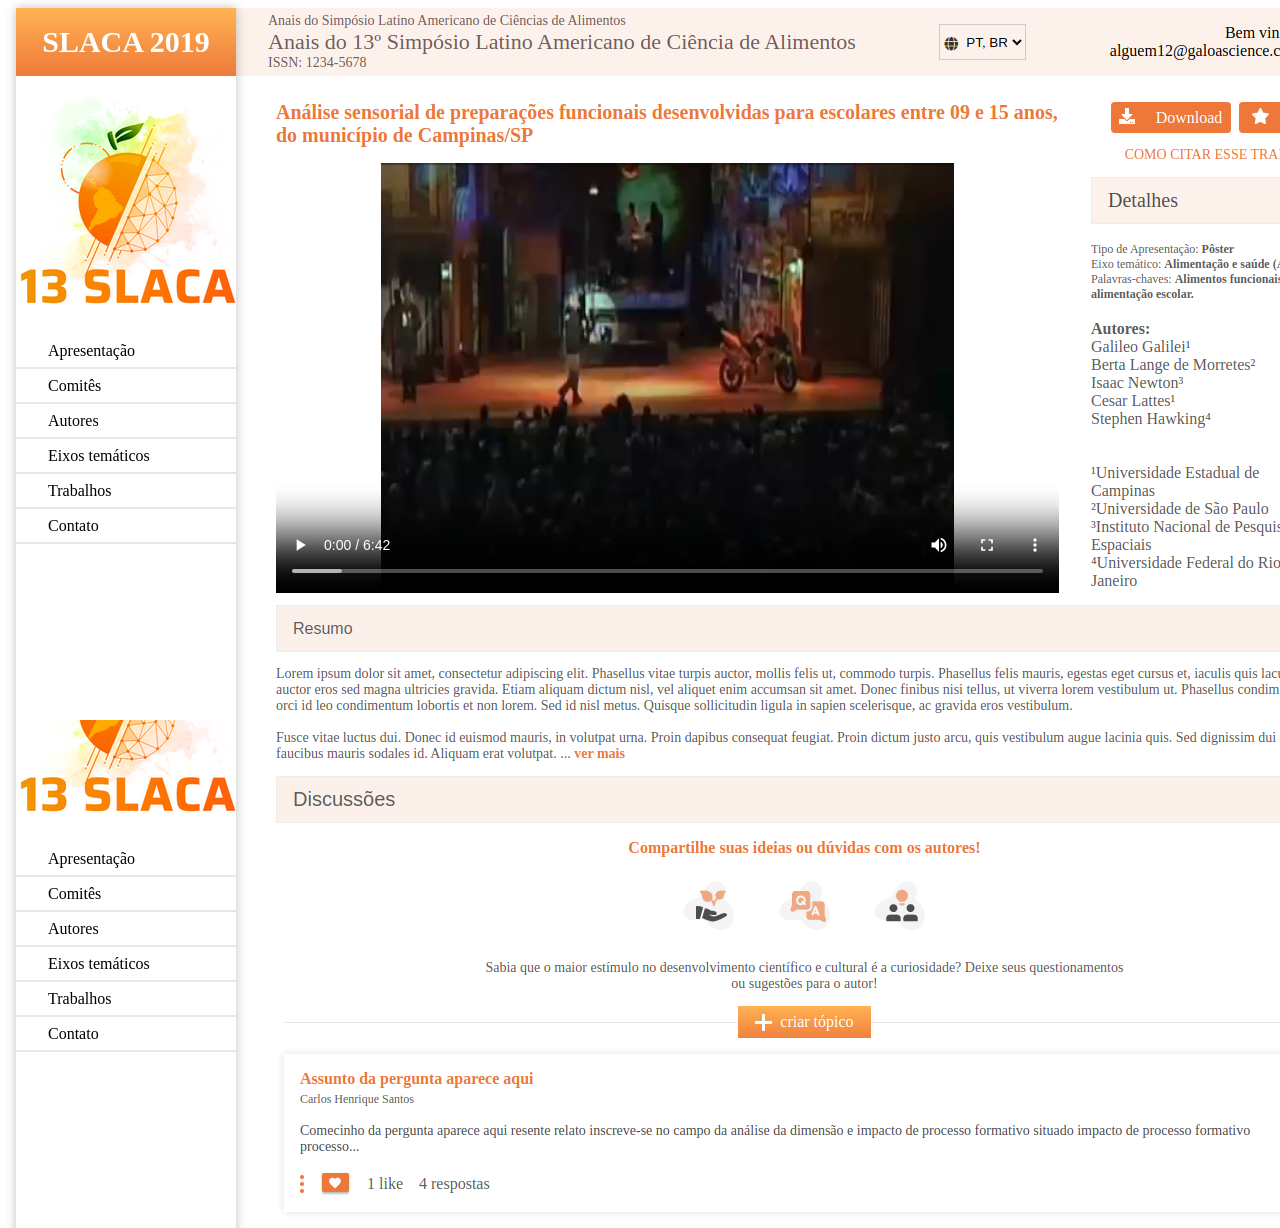 SLACA 2019
Anais do Simpósio Latino Americano de Ciências de Alimentos
Anais do 13º Simpósio Latino Americano de Ciência de Alimentos
ISSN: 1234-5678
PT, BR
Bem vin
alguem12@galoascience.c
13 SLACA
Apresentação
Comitês
Autores
Eixos temáticos
Trabalhos
Contato
13 SLACA
Apresentação
Comitês
Autores
Eixos temáticos
Trabalhos
Contato
Análise sensorial de preparações funcionais desenvolvidas para escolares entre 09 e 15 anos,
do município de Campinas/SP
0:00 / 6:42
Download
COMO CITAR ESSE TRA
Detalhes
Tipo de Apresentação: Pôster
Eixo temático: Alimentação e saúde (A
Palavras-chaves: Alimentos funcionais
alimentação escolar.
Autores:
Galileo Galilei¹
Berta Lange de Morretes²
Isaac Newton³
Cesar Lattes¹
Stephen Hawking⁴
¹Universidade Estadual de
Campinas
²Universidade de São Paulo
³Instituto Nacional de Pesquis
Espaciais
⁴Universidade Federal do Rio
Janeiro
Resumo
Lorem ipsum dolor sit amet, consectetur adipiscing elit. Phasellus vitae turpis auctor, mollis felis ut, commodo turpis. Phasellus felis mauris, egestas eget cursus et, iaculis quis lacu
auctor eros sed magna ultricies gravida. Etiam aliquam dictum nisl, vel aliquet enim accumsan sit amet. Donec finibus nisi tellus, ut viverra lorem vestibulum ut. Phasellus condim
orci id leo condimentum lobortis et non lorem. Sed id nisl metus. Quisque sollicitudin ligula in sapien scelerisque, ac gravida eros vestibulum.
Fusce vitae luctus dui. Donec id euismod mauris, in volutpat urna. Proin dapibus consequat feugiat. Proin dictum justo arcu, quis vestibulum augue lacinia quis. Sed dignissim dui
faucibus mauris sodales id. Aliquam erat volutpat. ... ver mais
Discussões
Compartilhe suas ideias ou dúvidas com os autores!
Q A
Sabia que o maior estímulo no desenvolvimento científico e cultural é a curiosidade? Deixe seus questionamentos
ou sugestões para o autor!
criar tópico
Assunto da pergunta aparece aqui
Carlos Henrique Santos
Comecinho da pergunta aparece aqui resente relato inscreve-se no campo da análise da dimensão e impacto de processo formativo situado impacto de processo formativo
processo...
1 like 4 respostas